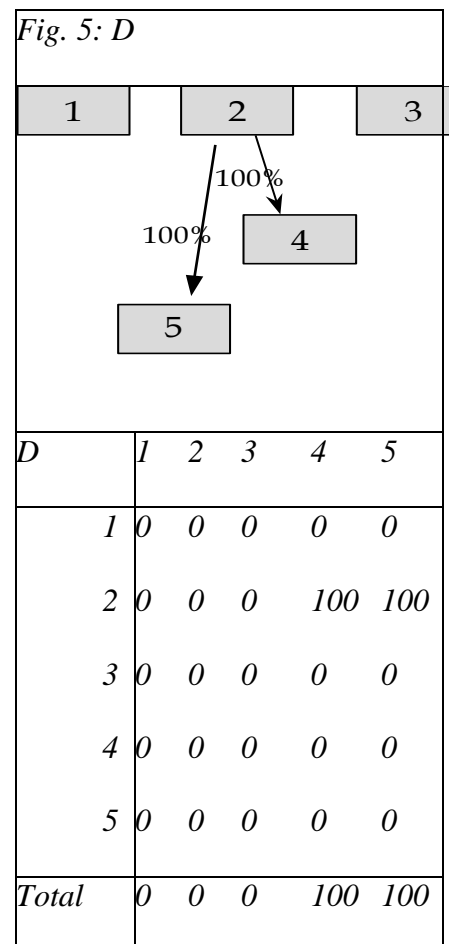 Fig. 5: D
1 2 3
100%
100%
4
5
D 1 2 3 4 5
1 0 0 0 0 0
2 0 0 0 100 100
3 0 0 0 0 0
4 0 0 0 0 0
5 0 0 0 0 0
Total 0 0 0 100 100